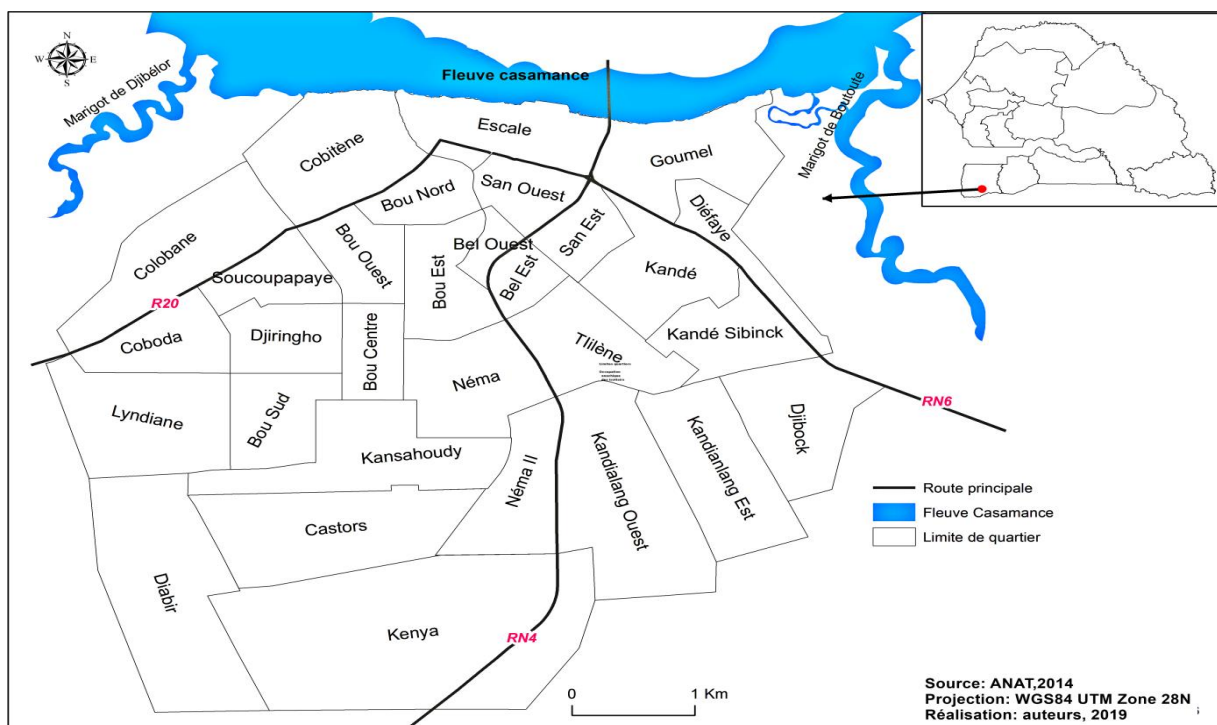 N
W E
S
Fleuve casamance
Marigot de Djibélor
Marigot de Boutoute
Escale
Cobitène
Goumel
Bou Nord
San Ouest
Diéfaye
Colobane
Bou Ouest
Bel Ouest
San Est
Soucoupapaye
Bou Est
Bel Est
Kandé
R20
Coboda
Djiringho
Bou Centre
Tlilène
Kandé Sibinck
Néma
Lyndiane
Bou Sud
Djibock
RN6
Kansahoudy
Néma II
Kandialang Ouest
Kandianlang Est
Castors
Diabir
Kenya
RN4
Route principale
Fleuve Casamance
Limite de quartier
0 1 Km
Source: ANAT,2014
Projection: WGS84 UTM Zone 28N
Réalisation: auteurs, 2019